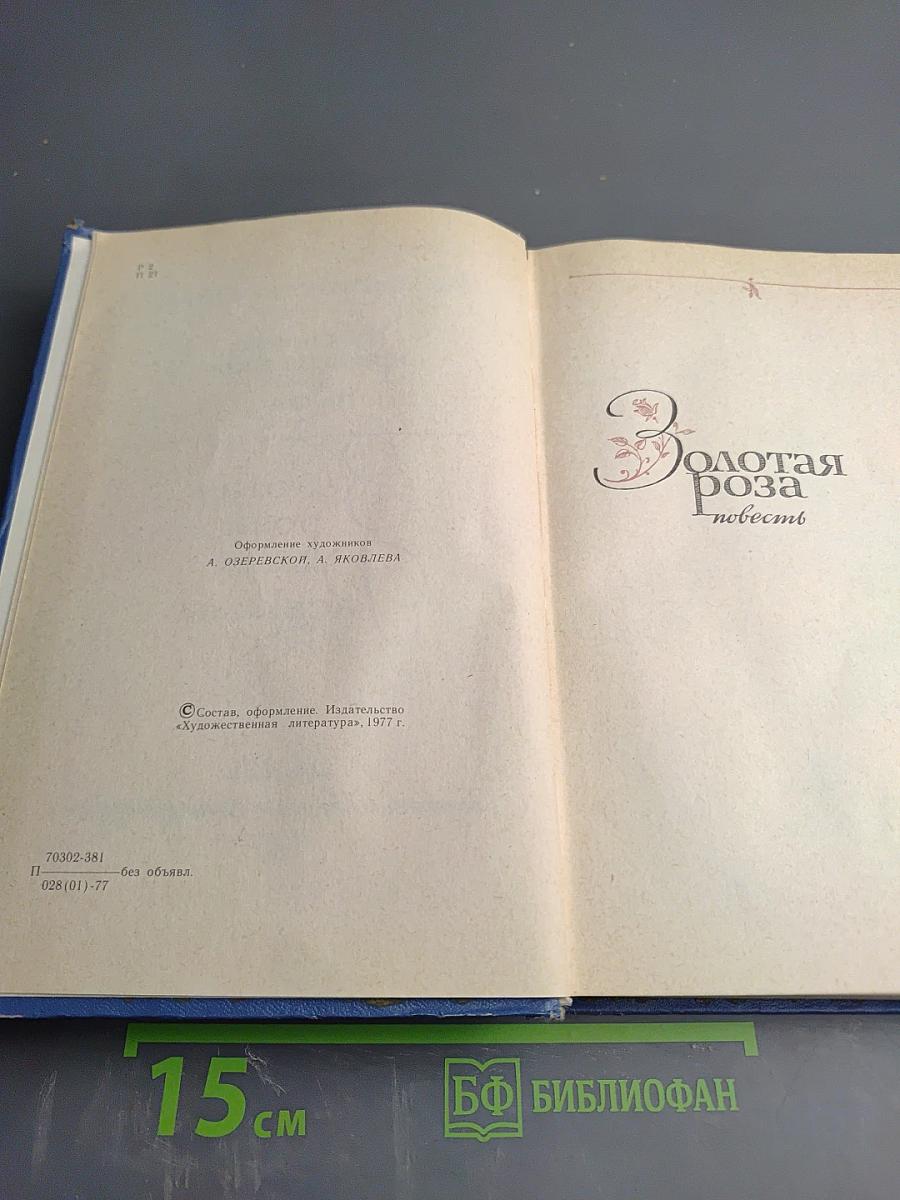 Оформление художников
А. ОЗЕРЕВСКОЙ, А. ЯКОВЛЕВА
©Состав, оформление. Издательство
«Художественная литература», 1977 г.
70302-381
П————без объявл.
028(01)-77
Золотая
роза
повесть
15 см
БФ БИБЛИОФАН